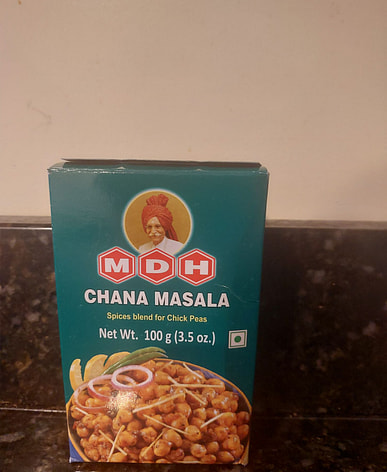 MDH
CHANA MASALA
Spices blend for Chick Peas
Net Wt. 100 g (3.5 oz.)